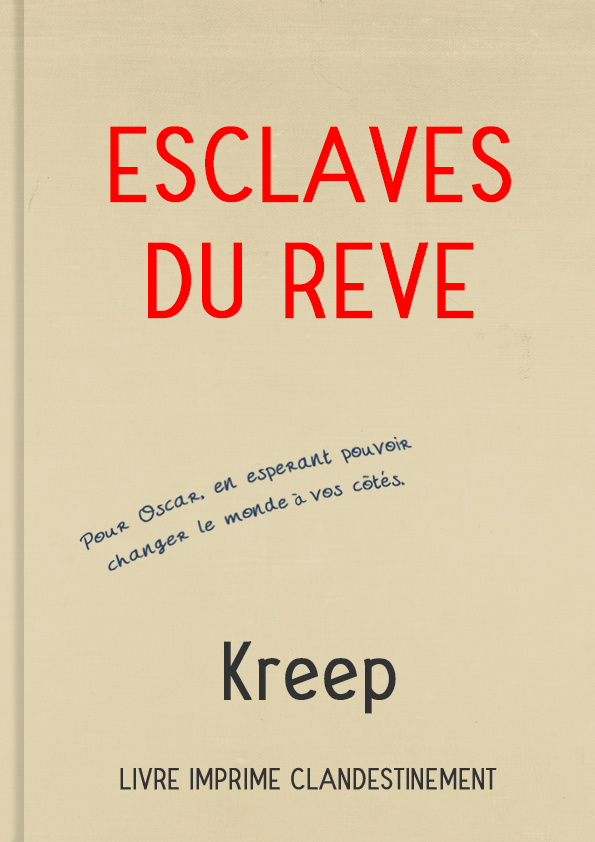 ESCLAVES
DU REVE
Pour Oscar, en esperant pouvoir
changer le monde à vos côtés.
Kreep
LIVRE IMPRIME CLANDESTINEMENT